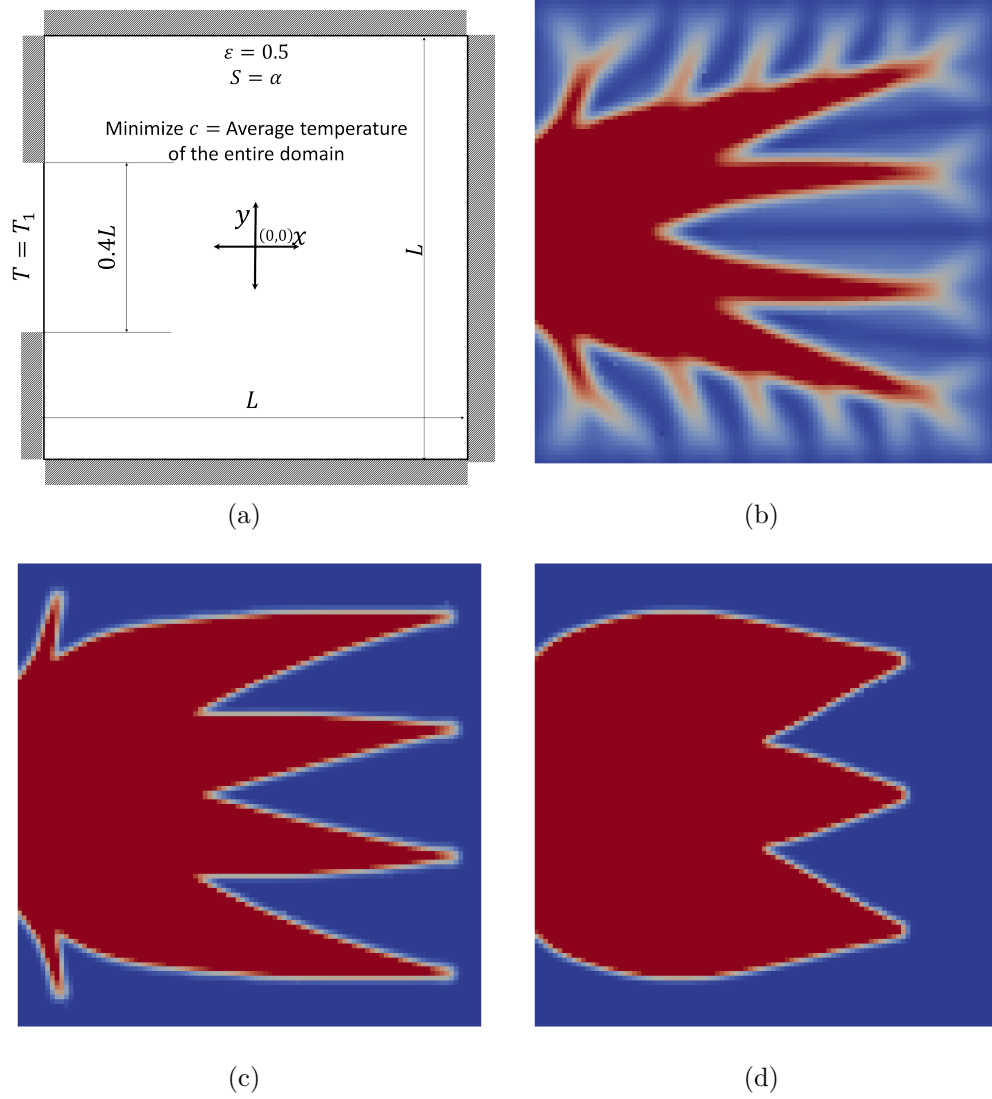 ε = 0.5
S = α
Minimize c = Average temperature
of the entire domain
T = T₁
0.4L
y
(0,0)
x
L
L
(a)
(b)
(c)
(d)